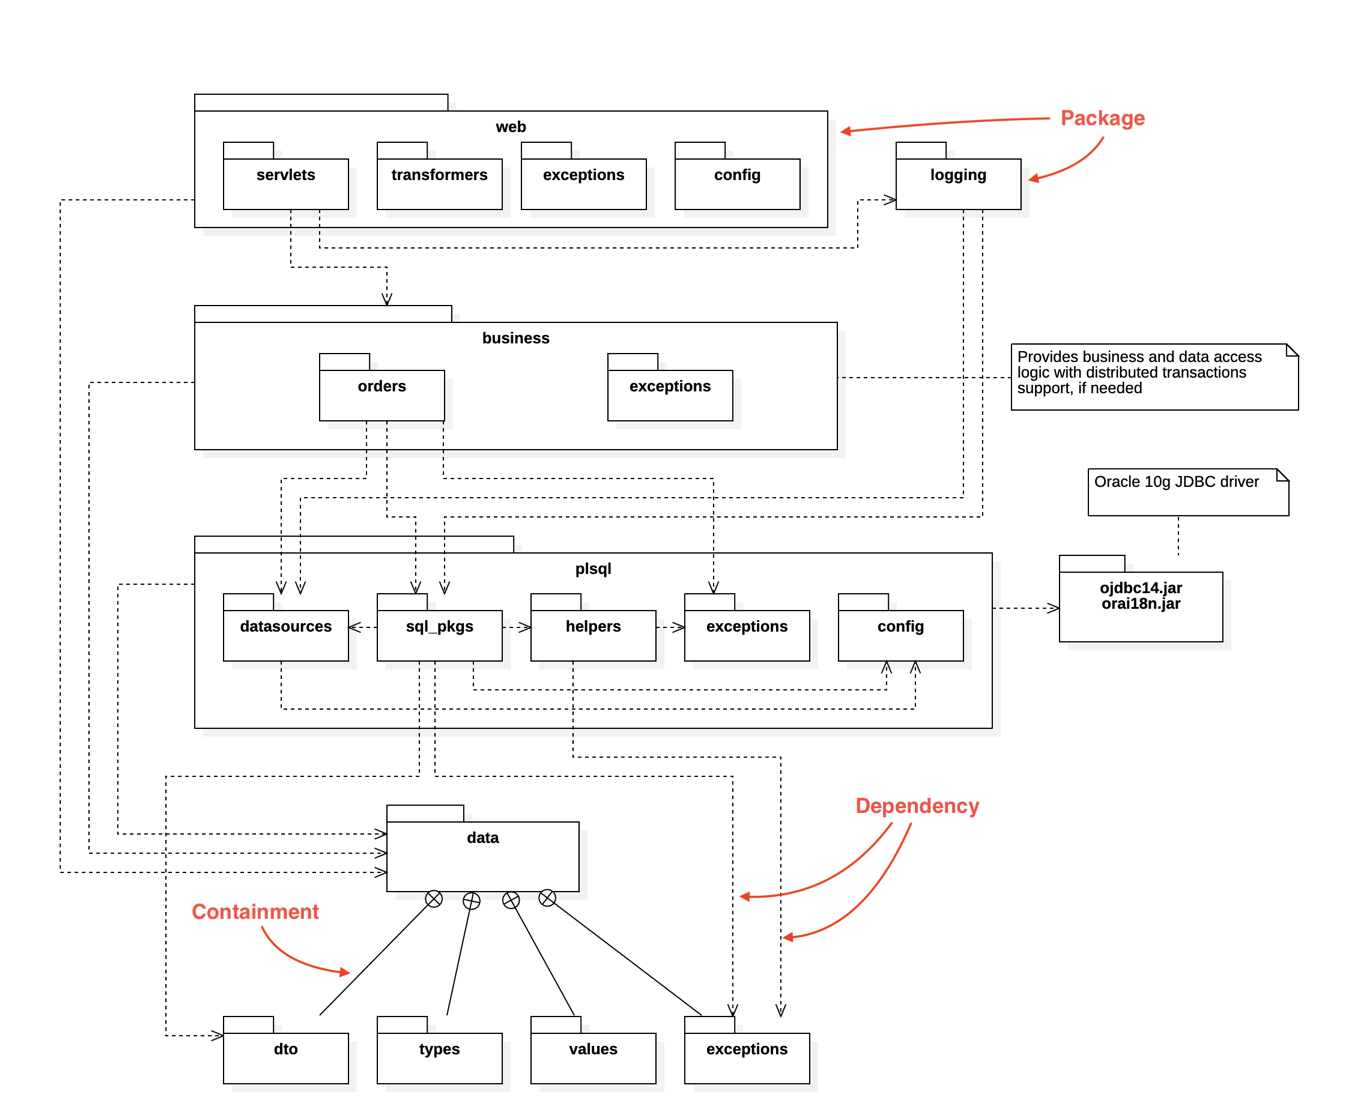 Package
web
servlets
transformers
exceptions
config
logging
business
orders
exceptions
Provides business and data access
logic with distributed transactions
support, if needed
Oracle 10g JDBC driver
plsql
datasources
sql_pkgs
helpers
exceptions
config
ojdbc14.jar
orai18n.jar
Dependency
data
Containment
dto
types
values
exceptions